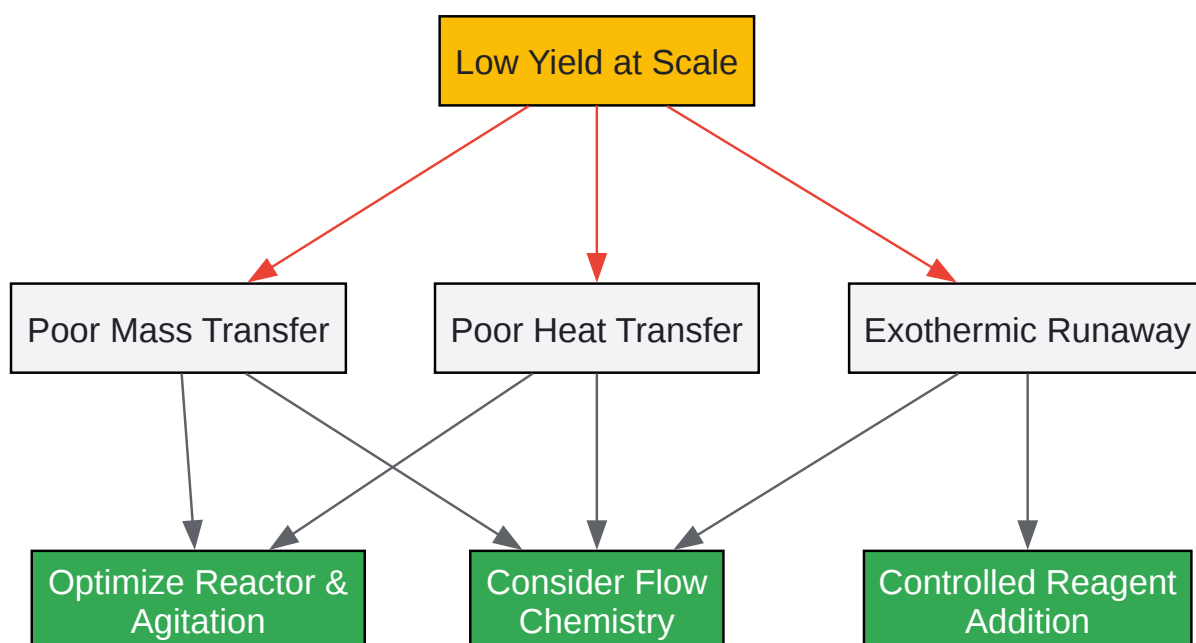 Low Yield at Scale
Poor Mass Transfer
Poor Heat Transfer
Exothermic Runaway
Optimize Reactor &
Agitation
Consider Flow
Chemistry
Controlled Reagent
Addition